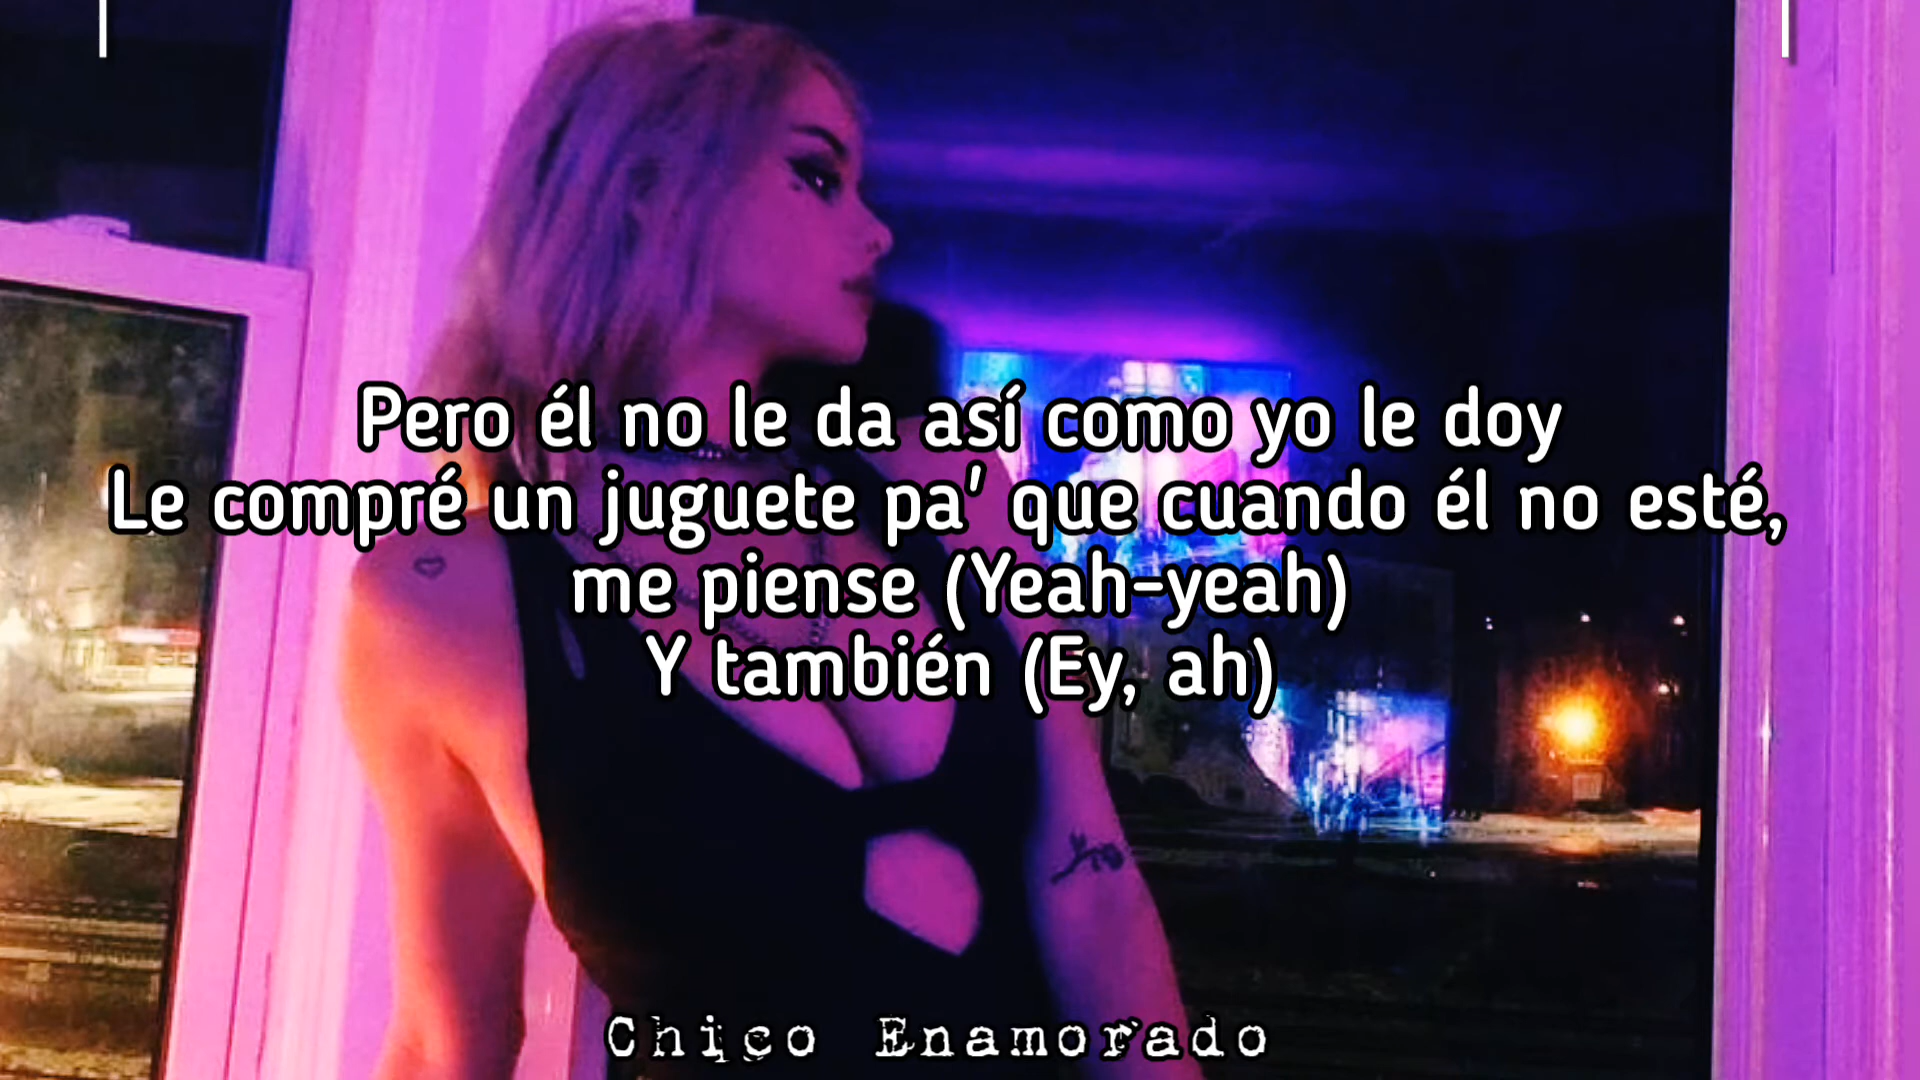 Pero él no le da así como yo le doy
Le compré un juguete pa' que cuando él no esté,
me piense (Yeah-yeah)
Y también (Ey, ah)
Chico Enamorado